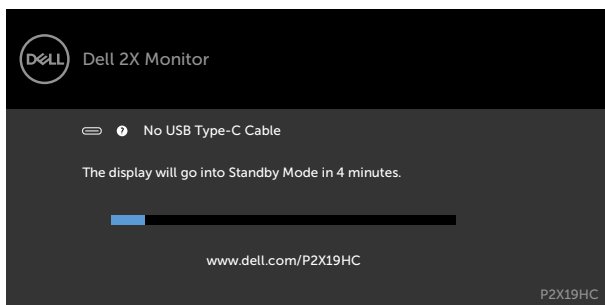 DELL
Dell 2X Monitor
? No USB Type-C Cable
The display will go into Standby Mode in 4 minutes.
www.dell.com/P2X19HC
P2X19HC